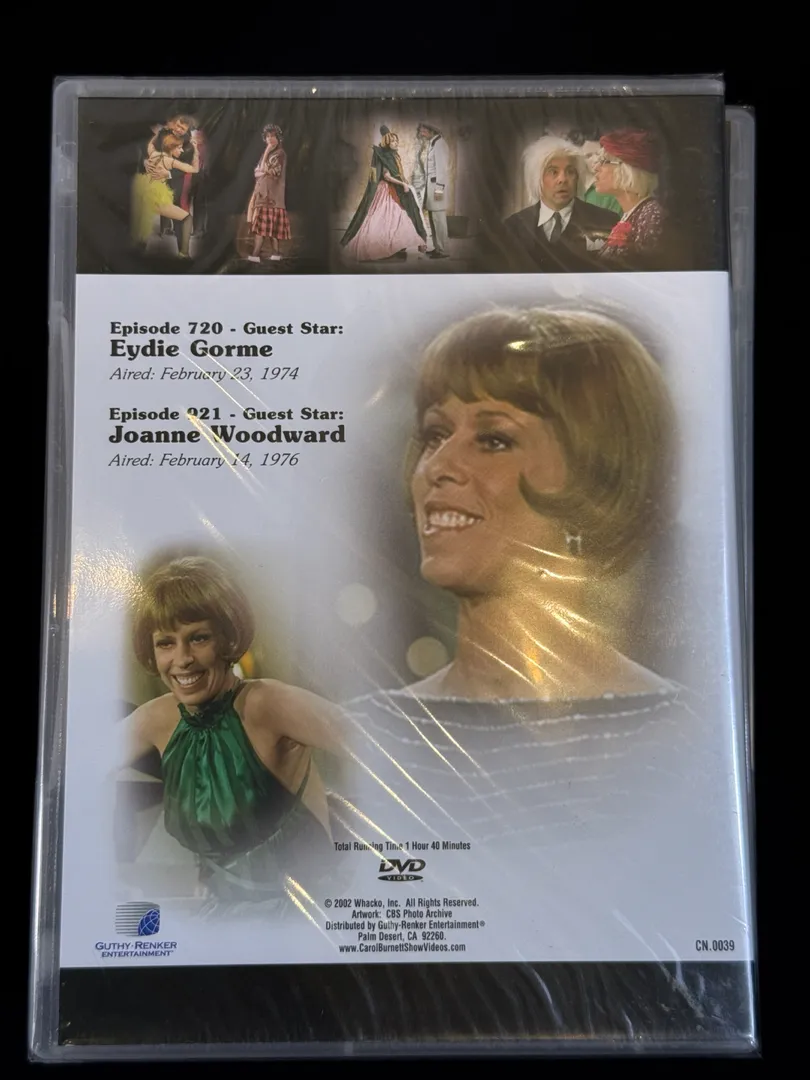 Episode 720 - Guest Star:
Eydie Gorme
Aired: February 23, 1974
Episode 921 - Guest Star:
Joanne Woodward
Aired: February 14, 1976
Total Running Time 1 Hour 40 Minutes
DVD
VIDEO
© 2002 Whacko, Inc. All Rights Reserved.
Artwork: CBS Photo Archive
Distributed by Guthy-Renker Entertainment®
Palm Desert, CA 92260.
www.CarolBurnettShowVideos.com
GUTHY-RENKER
ENTERTAINMENT
CN.0039